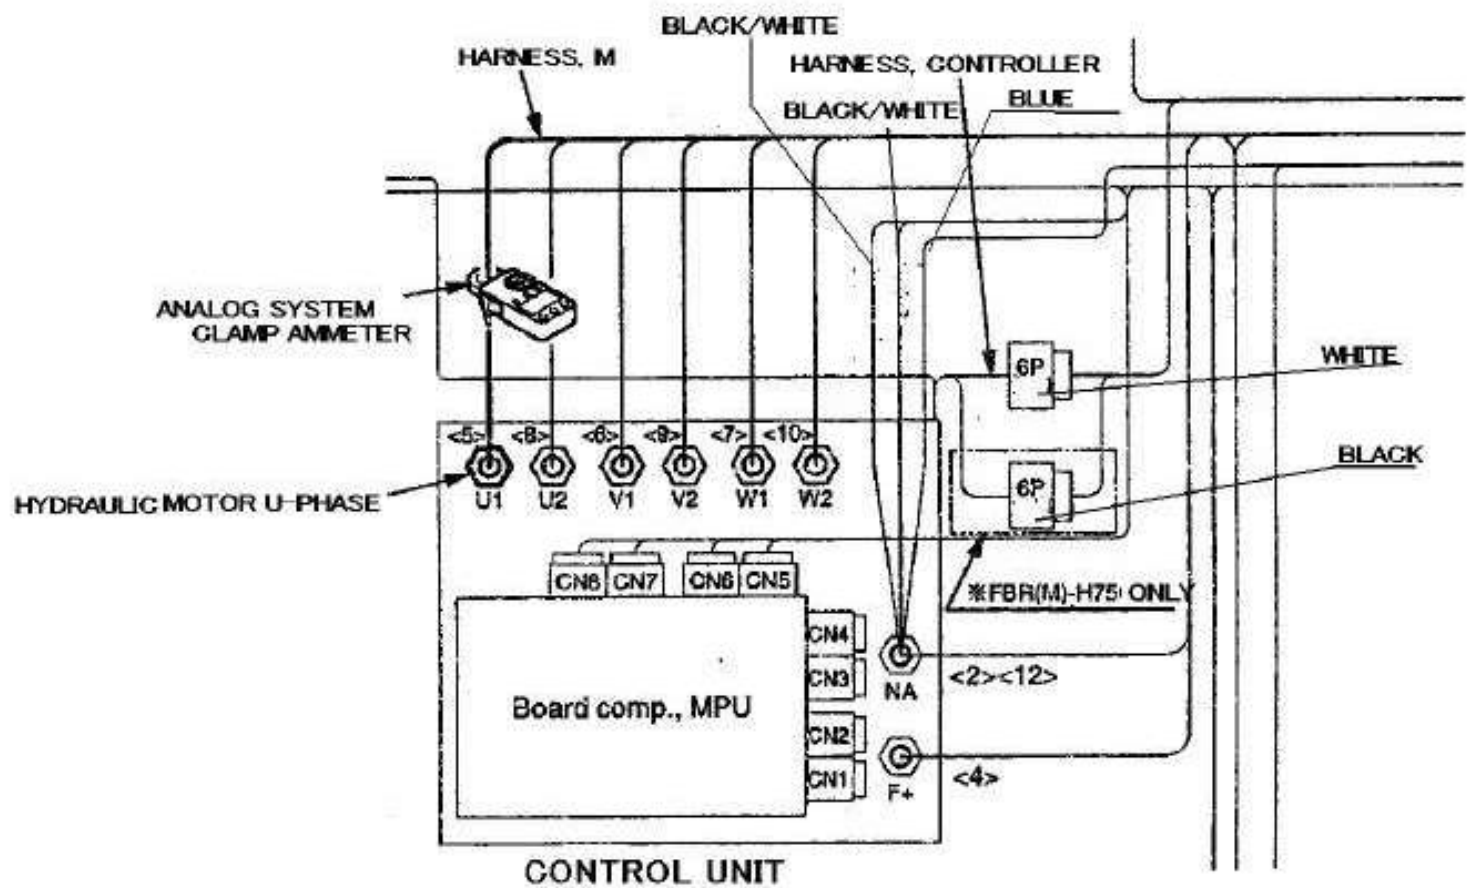 BLACK/WHITE
HARNESS, M
HARNESS, CONTROLLER
BLACK/WHITE
BLUE
ANALOG SYSTEM
CLAMP AMMETER
6P
WHITE
<5> <8> <6> <9> <7> <10>
BLACK
6P
HYDRAULIC MOTOR U-PHASE
U1 U2 V1 V2 W1 W2
CN8 CN7 CN6 CN5
※FBR(M)-H75 ONLY
CN4
CN3
<2><12>
NA
Board comp., MPU
CN2
CN1
<4>
F+
CONTROL UNIT